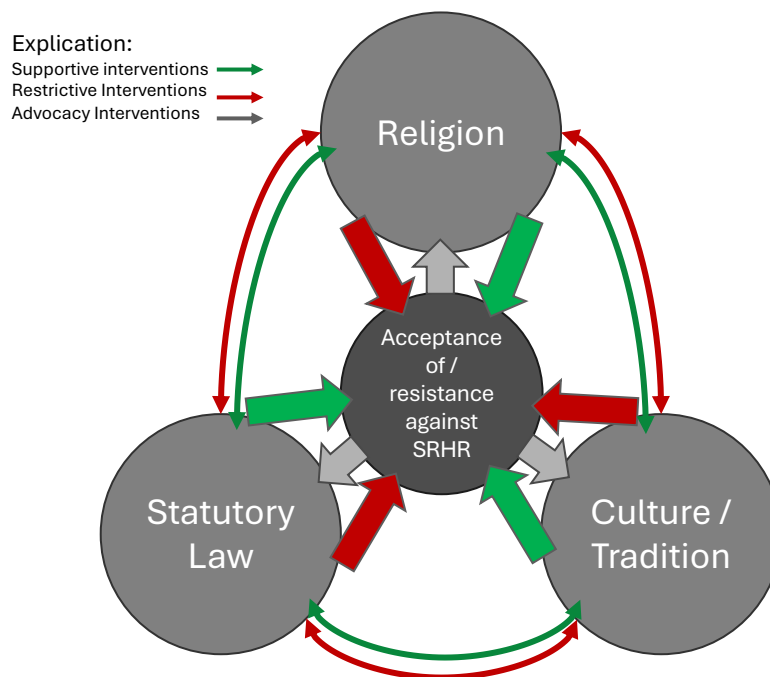 Explication:
Supportive interventions
Restrictive Interventions
Advocacy Interventions
Religion
Acceptance
of /
resistance
against
SRHR
Statutory
Law
Culture /
Tradition